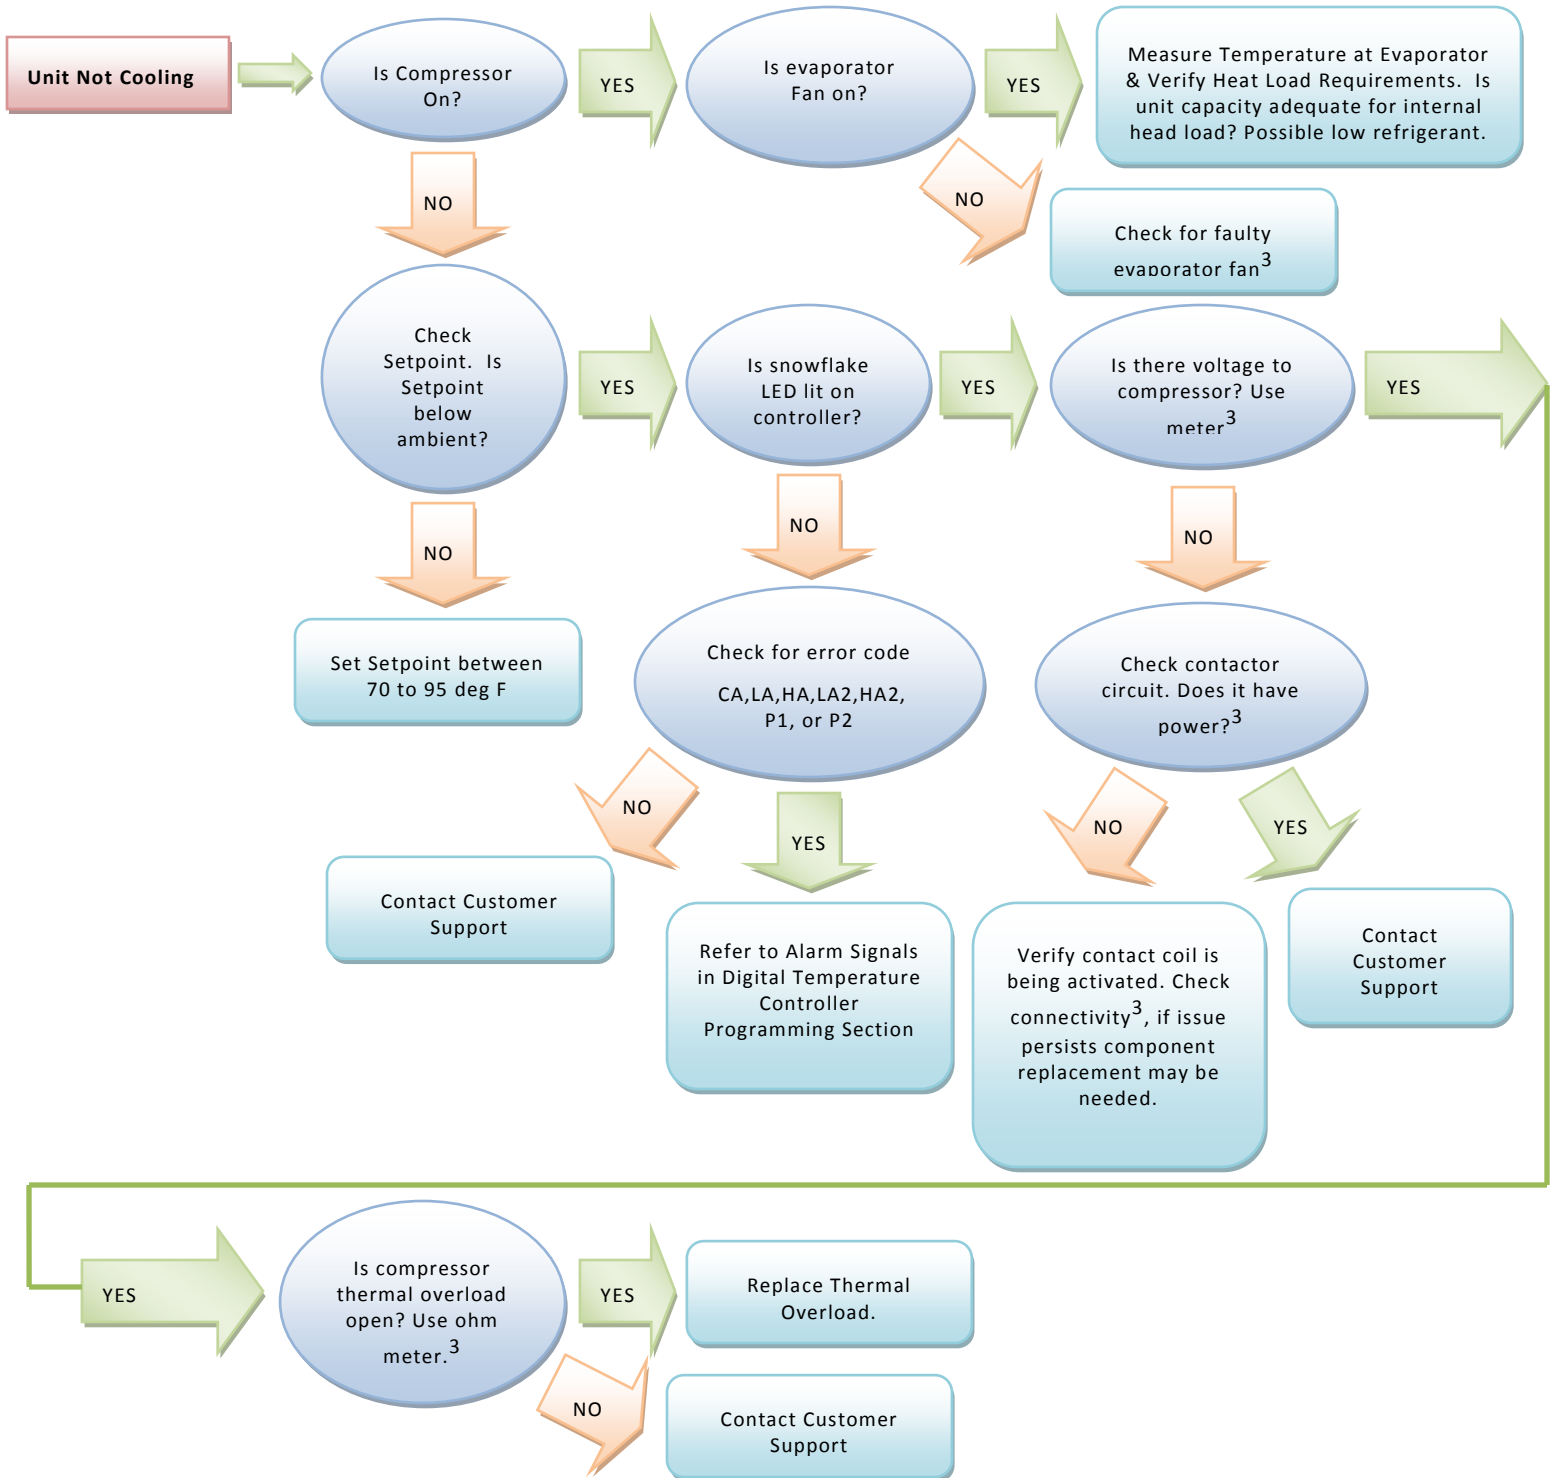 Unit Not Cooling
Is Compressor
On?
YES
Is evaporator
Fan on?
YES
Measure Temperature at Evaporator
& Verify Heat Load Requirements. Is
unit capacity adequate for internal
head load? Possible low refrigerant.
NO
NO
Check for faulty
evaporator fan3
Check
Setpoint. Is
Setpoint
below
ambient?
YES
Is snowflake
LED lit on
controller?
YES
Is there voltage to
compressor? Use
meter3
YES
NO
NO
NO
Set Setpoint between
70 to 95 deg F
Check for error code
CA,LA,HA,LA2,HA2,
P1, or P2
Check contactor
circuit. Does it have
power?3
NO
YES
NO
YES
Contact Customer
Support
Refer to Alarm Signals
in Digital Temperature
Controller
Programming Section
Verify contact coil is
being activated. Check
connectivity3, if issue
persists component
replacement may be
needed.
Contact
Customer
Support
YES
Is compressor
thermal overload
open? Use ohm
meter.3
YES
Replace Thermal
Overload.
NO
Contact Customer
Support